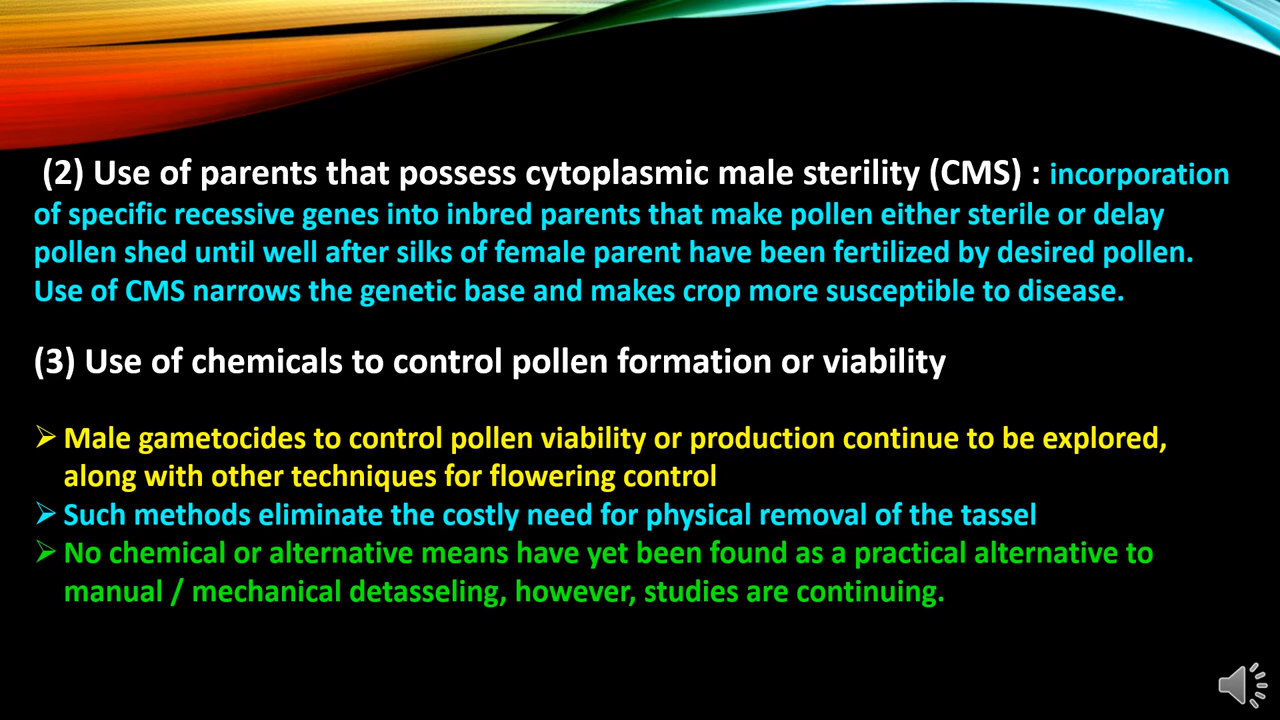 (2) Use of parents that possess cytoplasmic male sterility (CMS) : incorporation
of specific recessive genes into inbred parents that make pollen either sterile or delay
pollen shed until well after silks of female parent have been fertilized by desired pollen.
Use of CMS narrows the genetic base and makes crop more susceptible to disease.
(3) Use of chemicals to control pollen formation or viability
➢ Male gametocides to control pollen viability or production continue to be explored,
along with other techniques for flowering control
➢ Such methods eliminate the costly need for physical removal of the tassel
➢ No chemical or alternative means have yet been found as a practical alternative to
manual / mechanical detasseling, however, studies are continuing.